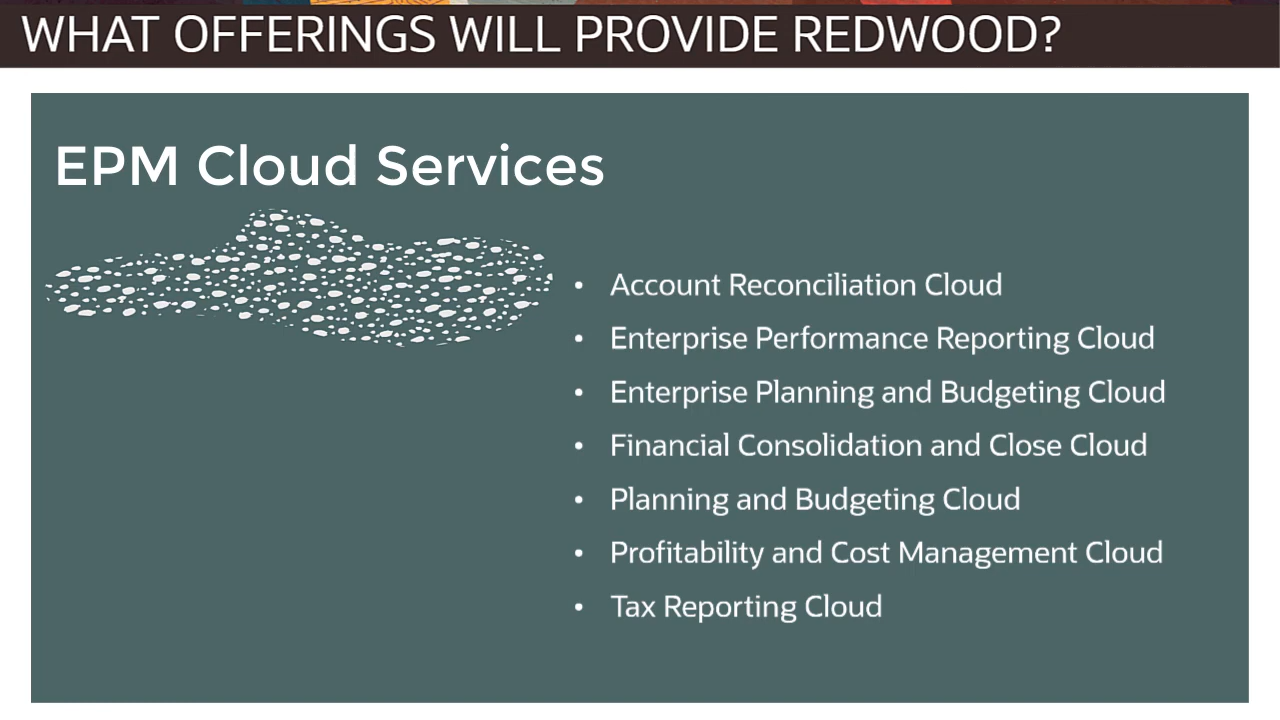 WHAT OFFERINGS WILL PROVIDE REDWOOD?
EPM Cloud Services
• Account Reconciliation Cloud
• Enterprise Performance Reporting Cloud
• Enterprise Planning and Budgeting Cloud
• Financial Consolidation and Close Cloud
• Planning and Budgeting Cloud
• Profitability and Cost Management Cloud
• Tax Reporting Cloud